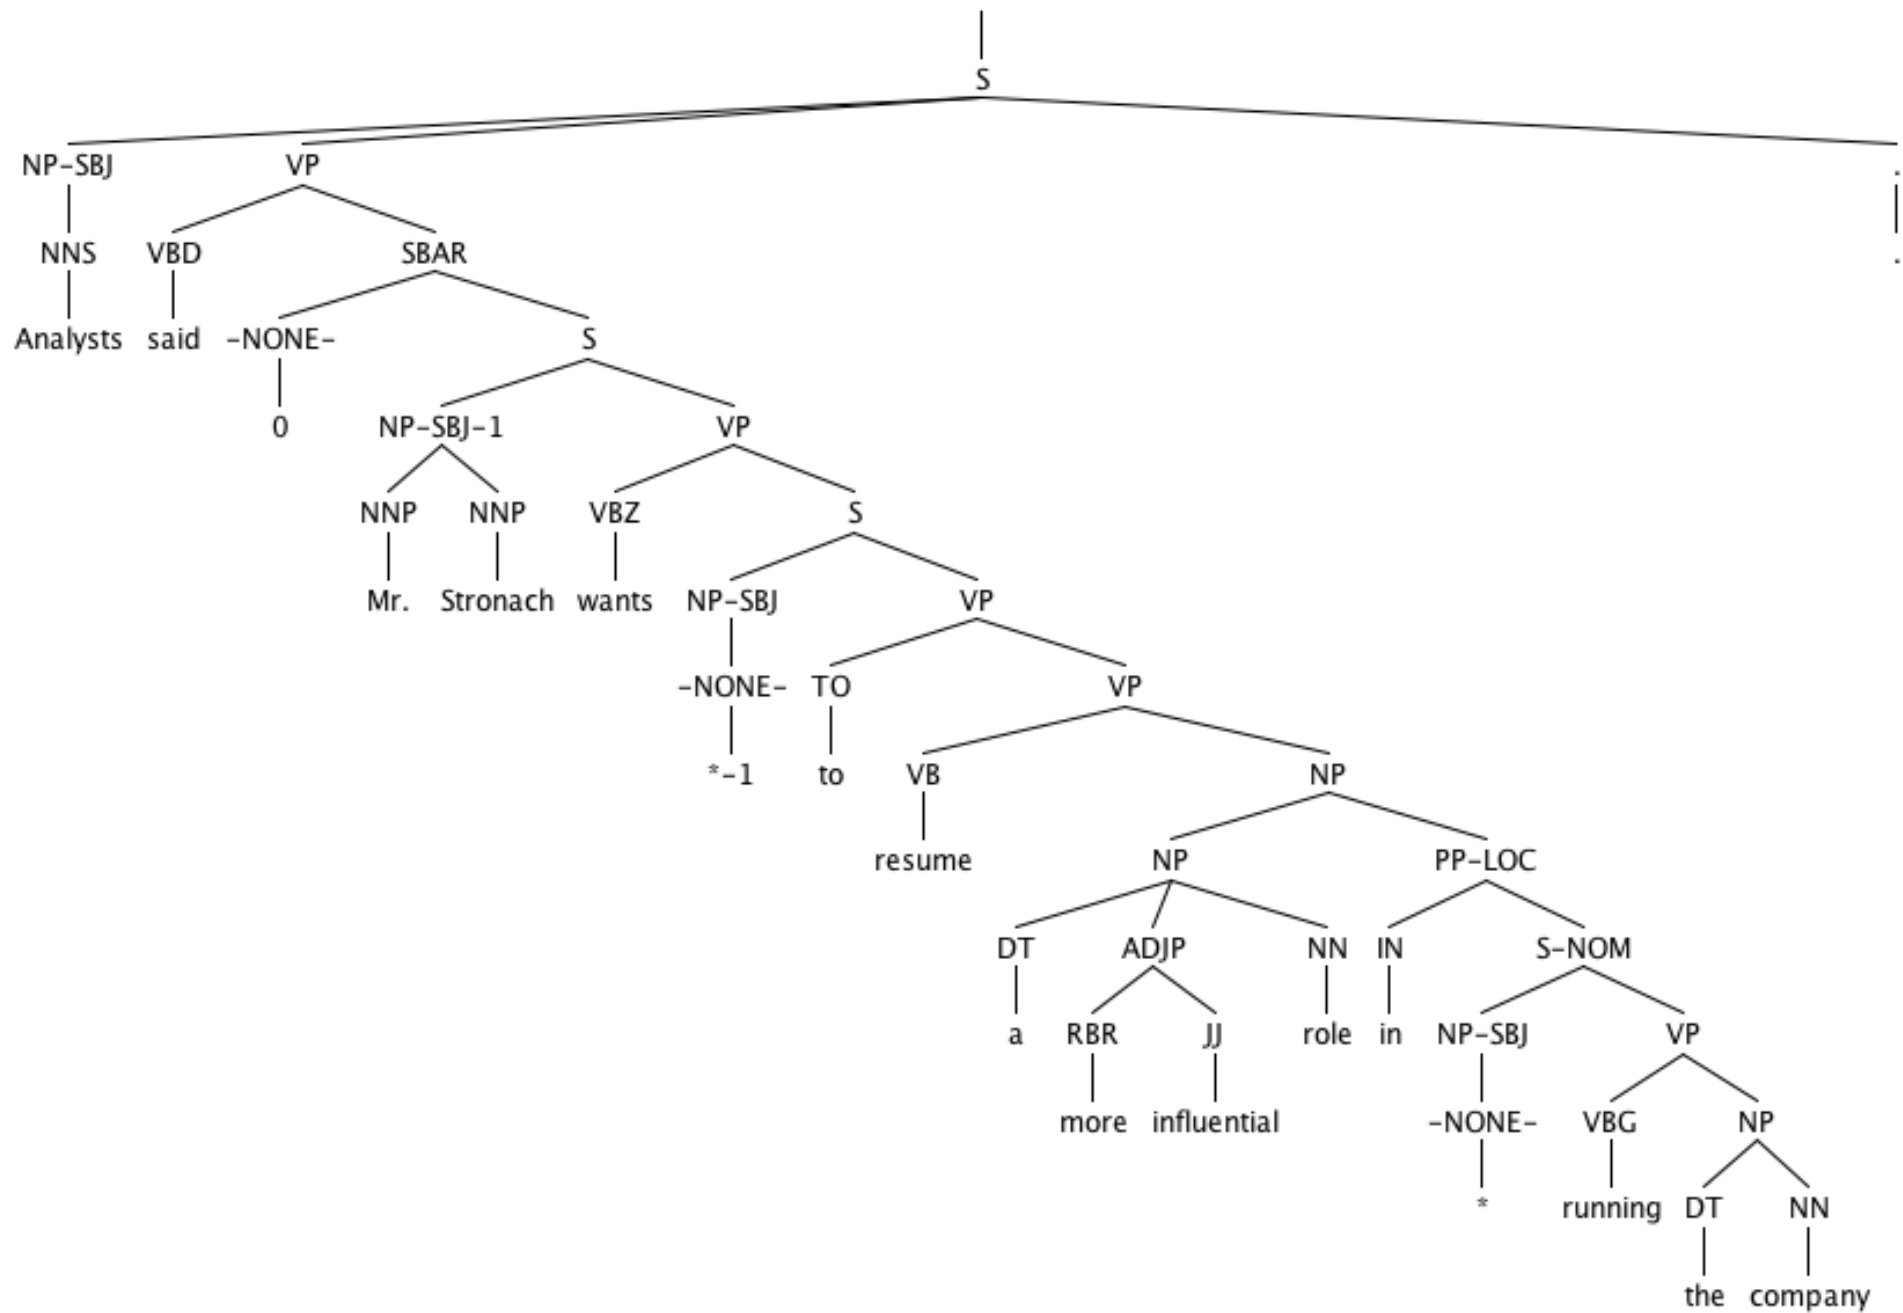 S
NP-SBJ VP .
NNS VBD SBAR .
Analysts said -NONE- S
0 NP-SBJ-1 VP
NNP NNP VBZ S
Mr. Stronach wants NP-SBJ VP
-NONE- TO VP
*-1 to VB NP
resume NP PP-LOC
DT ADJP NN IN S-NOM
a RBR JJ role in NP-SBJ VP
more influential -NONE- VBG NP
* running DT NN
the company